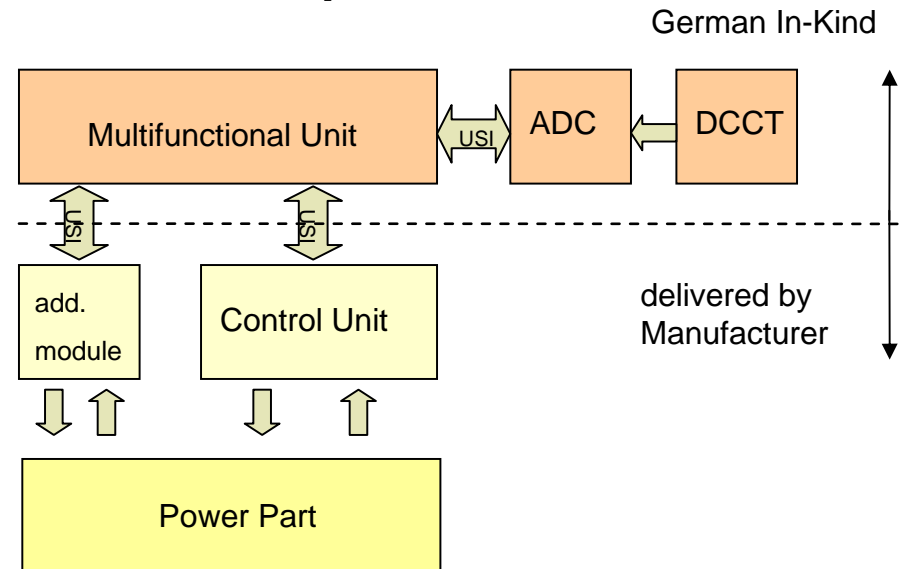 German In-Kind
Multifunctional Unit
USI
ADC
DCCT
USI
USI
add.
module
Control Unit
delivered by
Manufacturer
Power Part